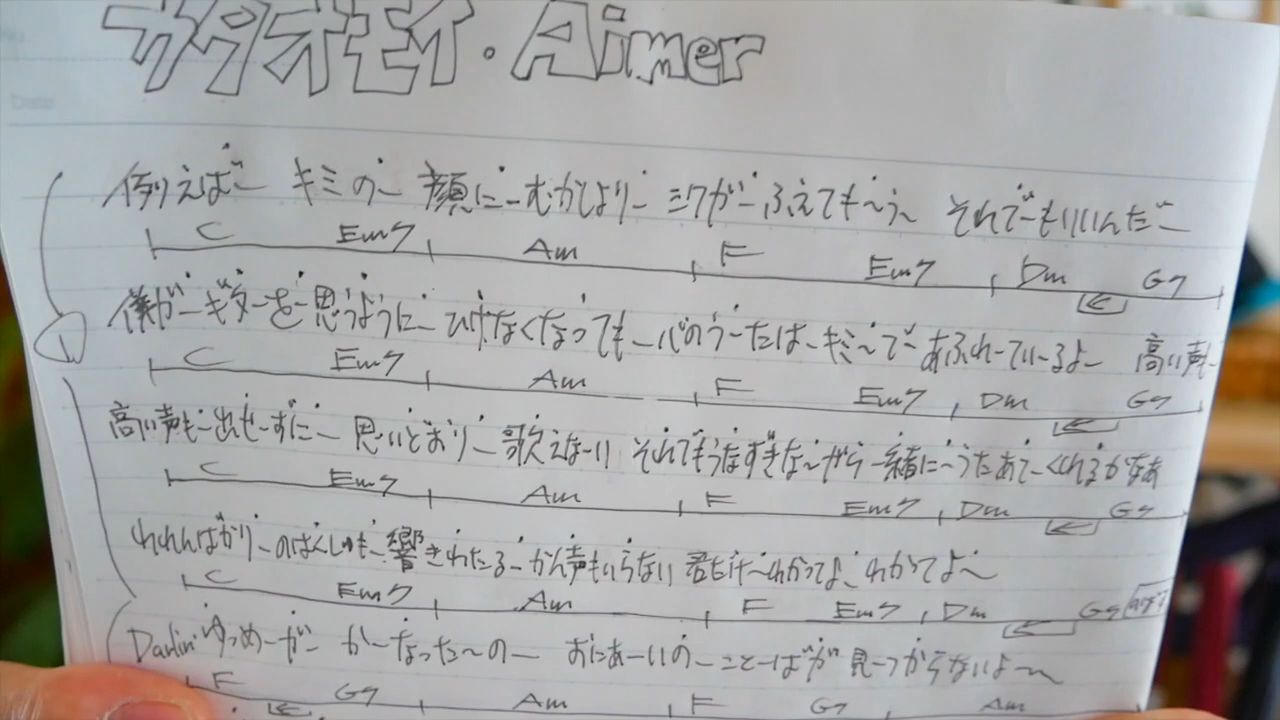 カタオモイ・Aimer
例えばー キミのー 顔にーむかしよりー シワがーふえてもーうー それでーもいいんだー
C Em7 Am F Em7 Dm G7
僕がーギターをー思うようにー ひけなくなってもー心のうーたはーキミ〜でー あふれーているよー 高い声も
C Em7 Am F Em7 Dm G7
高い声もー出せーずにー 思いどおりー歌えなーい それでもうなずきな〜がら 一緒に〜うたあてーくれるかなあ
C Em7 Am F Em7 Dm G7
われんばかりーのはくしゅもー響きわたるーかん声もいらない 君だけ〜わかってよ、わかってよ〜
C Em7 Am F Em7 Dm G7
Darlin' ゆっめーがー かーなった〜のー おにあーいのーことーばが 見ーつからないよ〜
F G7 Am F G7 Am